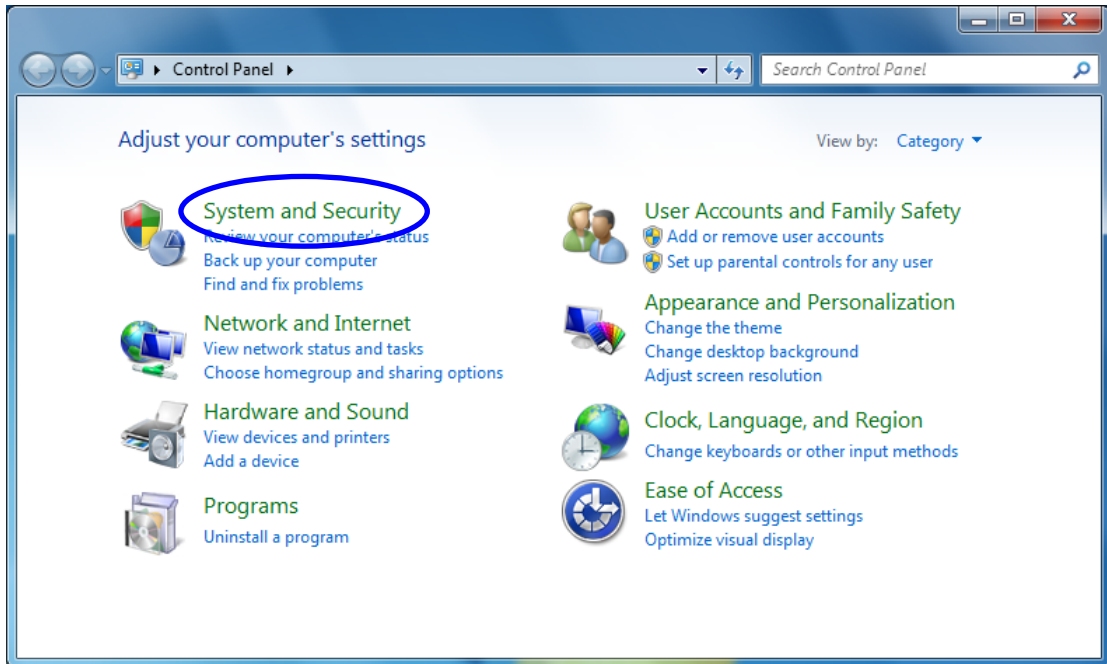 Control Panel
Search Control Panel
Adjust your computer's settings
View by: Category
System and Security
Review your computer's status
Back up your computer
Find and fix problems
Network and Internet
View network status and tasks
Choose homegroup and sharing options
Hardware and Sound
View devices and printers
Add a device
Programs
Uninstall a program
User Accounts and Family Safety
Add or remove user accounts
Set up parental controls for any user
Appearance and Personalization
Change the theme
Change desktop background
Adjust screen resolution
Clock, Language, and Region
Change keyboards or other input methods
Ease of Access
Let Windows suggest settings
Optimize visual display